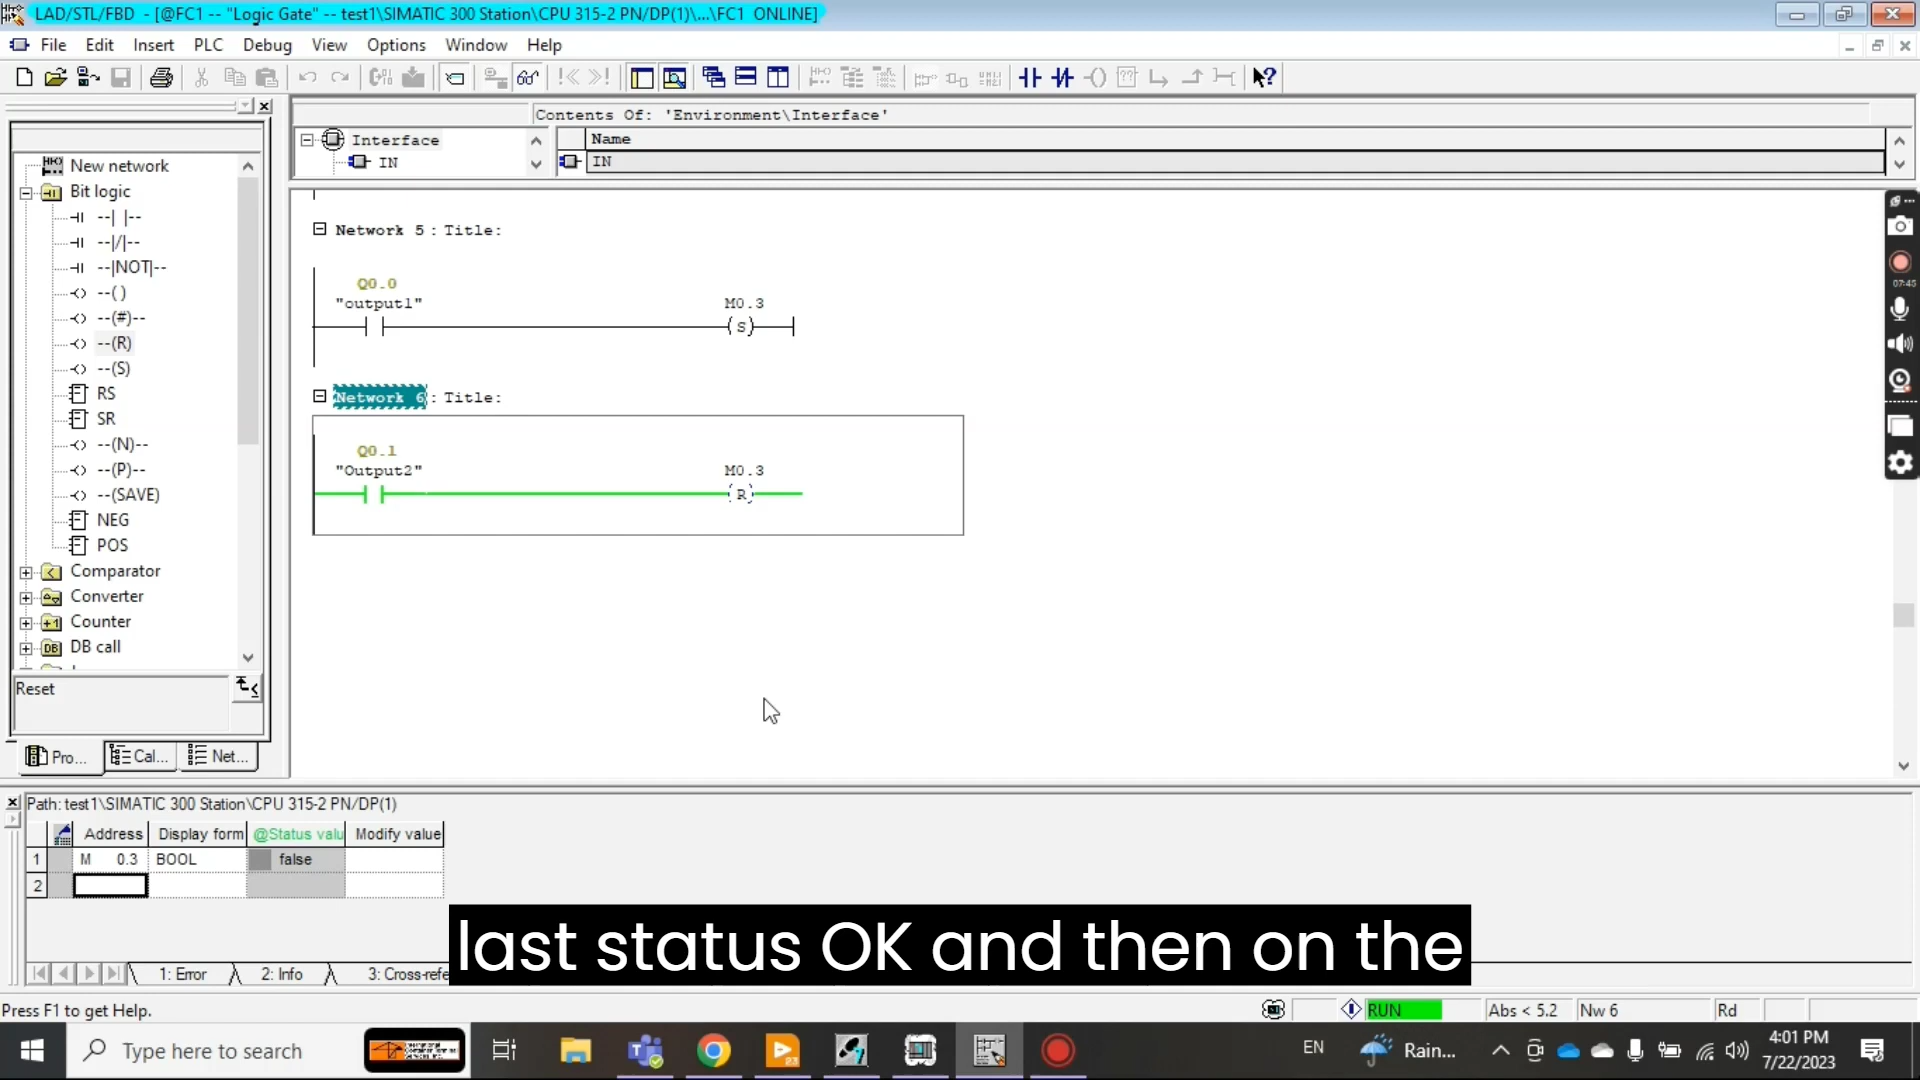 LAD/STL/FBD - [@FC1 -- "Logic Gate" -- test1\SIMATIC 300 Station\CPU 315-2 PN/DP(1)\...\FC1 ONLINE]
File Edit Insert PLC Debug View Options Window Help
Contents Of: 'Environment\Interface'
Interface
IN
Name
IN
New network
Bit logic
--| |--
--|/|--
--|NOT|--
--( )
--(#)--
--(R)
--(S)
RS
SR
--(N)--
--(P)--
--(SAVE)
NEG
POS
Comparator
Converter
Counter
DB call
Reset
Pro... Cal... Net...
Network 5 : Title:
Q0.0
"output1"
M0.3
(S)
Network 6 : Title:
Q0.1
"Output2"
M0.3
(R)
07:45
Path: test1\SIMATIC 300 Station\CPU 315-2 PN/DP(1)
Address Display form @Status valu Modify value
1 M 0.3 BOOL false
2
1: Error 2: Info 3: Cross-refe
last status OK and then on the
Press F1 to get Help.
RUN Abs < 5.2 Nw 6 Rd
Type here to search
EN
Rain...
4:01 PM
7/22/2023